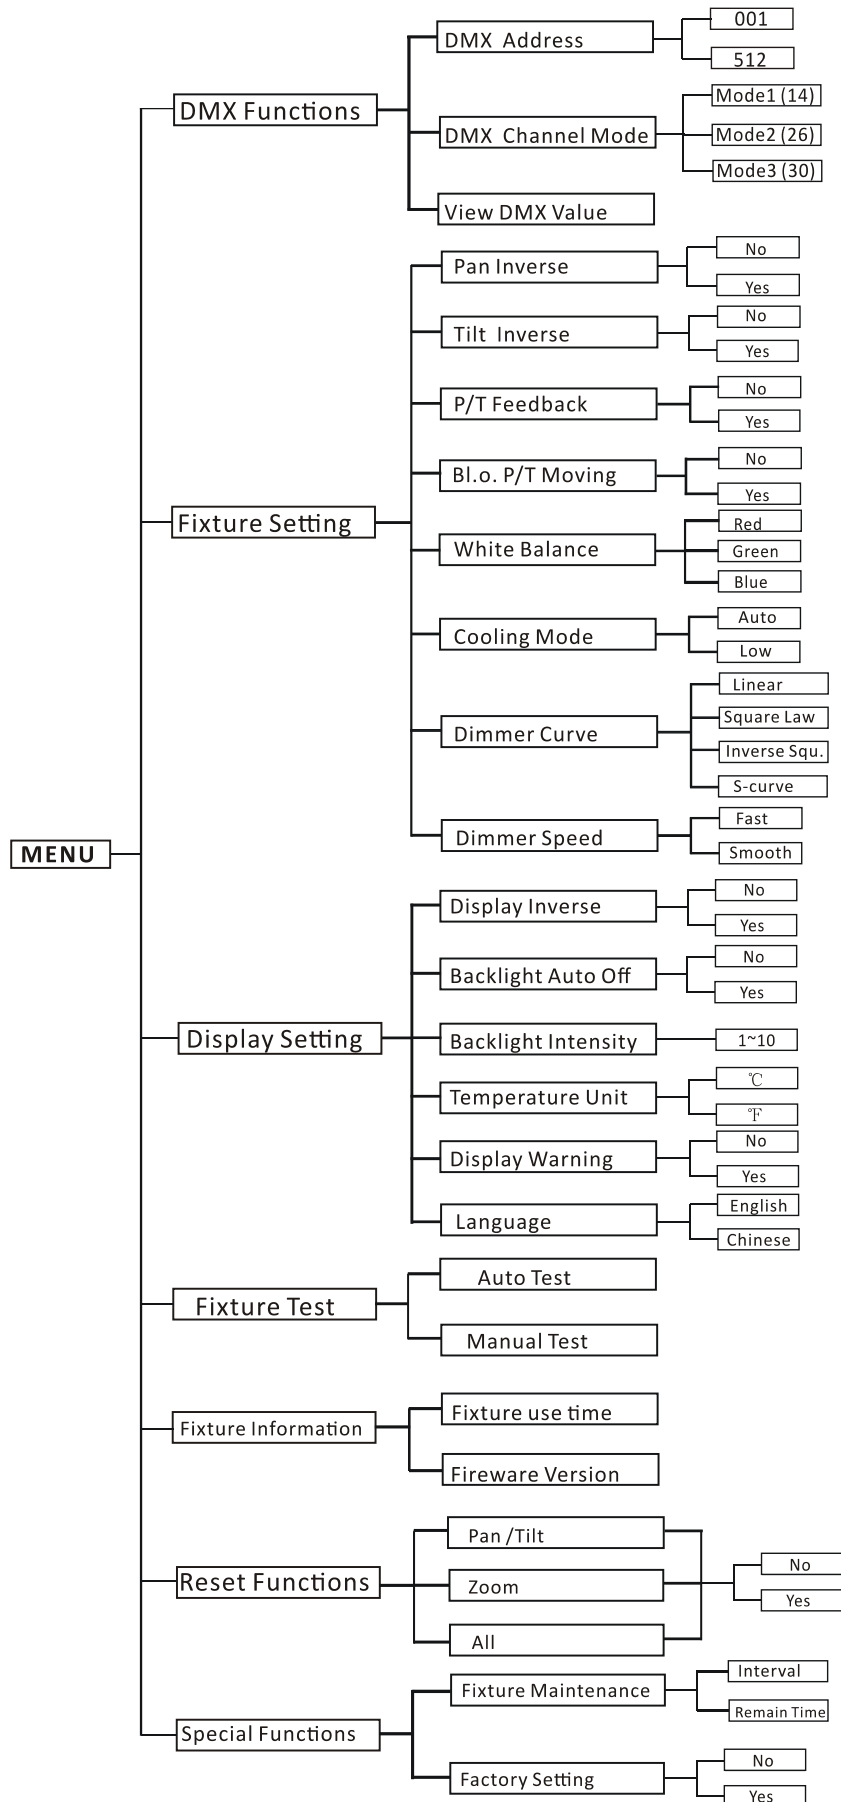 MENU
DMX Functions
DMX Address
001
512
DMX Channel Mode
Mode1 (14)
Mode2 (26)
Mode3 (30)
View DMX Value
Fixture Setting
Pan Inverse
No
Yes
Tilt Inverse
No
Yes
P/T Feedback
No
Yes
Bl.o. P/T Moving
No
Yes
White Balance
Red
Green
Blue
Cooling Mode
Auto
Low
Dimmer Curve
Linear
Square Law
Inverse Squ.
S-curve
Dimmer Speed
Fast
Smooth
Display Setting
Display Inverse
No
Yes
Backlight Auto Off
No
Yes
Backlight Intensity
1~10
Temperature Unit
℃
℉
Display Warning
No
Yes
Language
English
Chinese
Fixture Test
Auto Test
Manual Test
Fixture Information
Fixture use time
Fireware Version
Reset Functions
Pan /Tilt
Zoom
All
No
Yes
Special Functions
Fixture Maintenance
Interval
Remain Time
Factory Setting
No
Yes